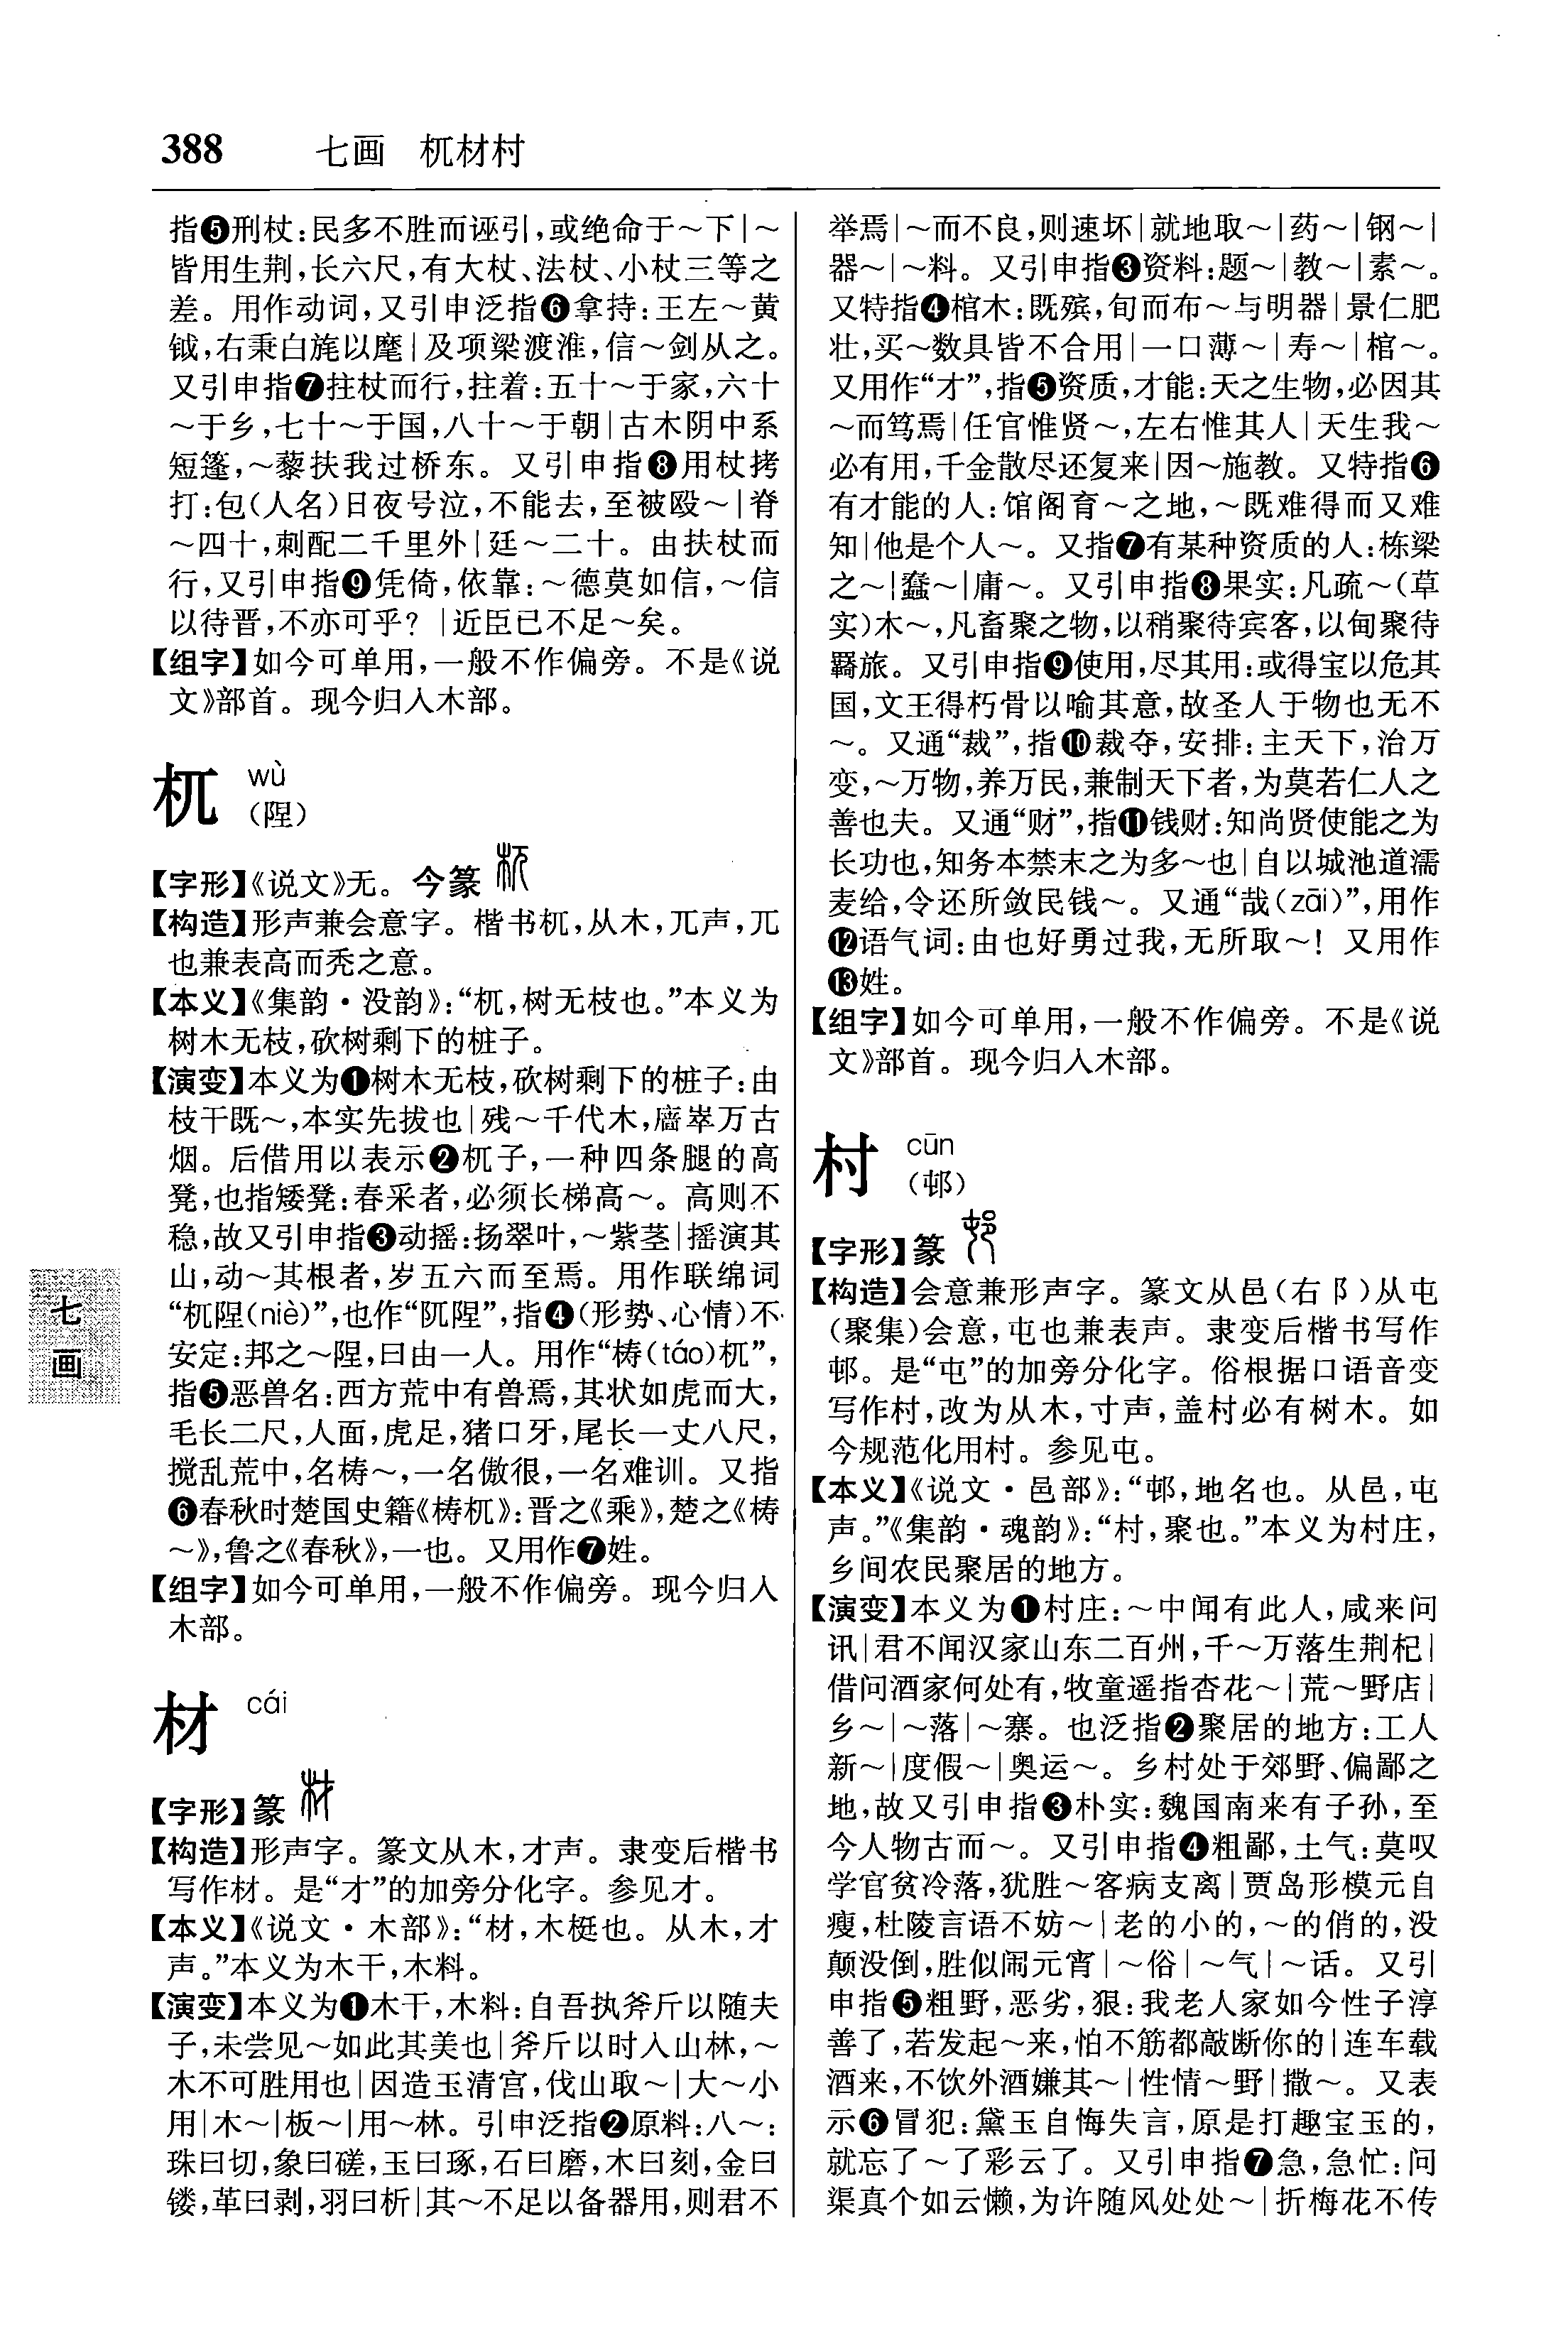 388 七画 杌材村
指❺刑杖:民多不胜而诬引,或绝命于～下|～
皆用生荆,长六尺,有大杖、法杖、小杖三等之
差。用作动词,又引申泛指❻拿持:王左～黄
钺,右秉白旄以麾|及项梁渡淮,信～剑从之。
又引申指❼拄杖而行,拄着:五十～于家,六十
～于乡,七十～于国,八十～于朝|古木阴中系
短篷,～藜扶我过桥东。又引申指❽用杖拷
打:包(人名)日夜号泣,不能去,至被殴～|脊
～四十,刺配二千里外|廷～二十。由扶杖而
行,又引申指❾凭倚,依靠:～德莫如信,～信
以待晋,不亦可乎?|近臣已不足～矣。
【组字】如今可单用,一般不作偏旁。不是《说
文》部首。现今归入木部。
杌 wù
(隉)
【字形】《说文》无。今篆
【构造】形声兼会意字。楷书杌,从木,兀声,兀
也兼表高而秃之意。
【本义】《集韵·没韵》:“杌,树无枝也。”本义为
树木无枝,砍树剩下的桩子。
【演变】本义为❶树木无枝,砍树剩下的桩子:由
枝干既～,本实先拔也|残～千代木,廧崒万古
烟。后借用以表示❷杌子,一种四条腿的高
凳,也指矮凳:春采者,必须长梯高～。高则不
稳,故又引申指❸动摇:扬翠叶,～紫茎|摇演其
山,动～其根者,岁五六而至焉。用作联绵词
“杌隉(niè)”,也作“阢隉”,指❹(形势、心情)不
安定:邦之～隉,曰由一人。用作“梼(táo)杌”,
指❺恶兽名:西方荒中有兽焉,其状如虎而大,
毛长二尺,人面,虎足,猪口牙,尾长一丈八尺,
搅乱荒中,名梼～,一名傲很,一名难训。又指
❻春秋时楚国史籍《梼杌》:晋之《乘》,楚之《梼
～》,鲁之《春秋》,一也。又用作❼姓。
【组字】如今可单用,一般不作偏旁。现今归入
木部。
材 cái
【字形】篆
【构造】形声字。篆文从木,才声。隶变后楷书
写作材。是“才”的加旁分化字。参见才。
【本义】《说文·木部》:“材,木梃也。从木,才
声。”本义为木干,木料。
【演变】本义为❶木干,木料:自吾执斧斤以随夫
子,未尝见～如此其美也|斧斤以时入山林,～
木不可胜用也|因造玉清宫,伐山取～|大～小
用|木～|板～|用～林。引申泛指❷原料:八～:
珠曰切,象曰磋,玉曰琢,石曰磨,木曰刻,金曰
镂,革曰剥,羽曰析|其～不足以备器用,则君不
举焉|～而不良,则速坏|就地取～|药～|钢～|
器～|～料。又引申指❸资料:题～|教～|素～。
又特指❹棺木:既殡,旬而布～与明器|景仁肥
壮,买～数具皆不合用|一口薄～|寿～|棺～。
又用作“才”,指❺资质,才能:天之生物,必因其
～而笃焉|任官惟贤～,左右惟其人|天生我～
必有用,千金散尽还复来|因～施教。又特指❻
有才能的人:馆阁育～之地,～既难得而又难
知|他是个人～。又指❼有某种资质的人:栋梁
之～|蠢～|庸～。又引申指❽果实:凡疏～(草
实)木～,凡畜聚之物,以稍聚待宾客,以甸聚待
羁旅。又引申指❾使用,尽其用:或得宝以危其
国,文王得朽骨以喻其意,故圣人于物也无不
～。又通“裁”,指❿裁夺,安排:主天下,治万
变,～万物,养万民,兼制天下者,为莫若仁人之
善也夫。又通“财”,指⓫钱财:知尚贤使能之为
长功也,知务本禁末之为多～也|自以城池道濡
麦给,令还所敛民钱～。又通“哉(zāi)”,用作
⓬语气词:由也好勇过我,无所取～!又用作
⓭姓。
【组字】如今可单用,一般不作偏旁。不是《说
文》部首。现今归入木部。
村 cūn
(邨)
【字形】篆
【构造】会意兼形声字。篆文从邑(右阝)从屯
(聚集)会意,屯也兼表声。隶变后楷书写作
邨。是“屯”的加旁分化字。俗根据口语音变
写作村,改为从木,寸声,盖村必有树木。如
今规范化用村。参见屯。
【本义】《说文·邑部》:“邨,地名也。从邑,屯
声。”《集韵·魂韵》:“村,聚也。”本义为村庄,
乡间农民聚居的地方。
【演变】本义为❶村庄:～中闻有此人,咸来问
讯|君不闻汉家山东二百州,千～万落生荆杞|
借问酒家何处有,牧童遥指杏花～|荒～野店|
乡～|～落|～寨。也泛指❷聚居的地方:工人
新～|度假～|奥运～。乡村处于郊野、偏鄙之
地,故又引申指❸朴实:魏国南来有子孙,至
今人物古而～。又引申指❹粗鄙,土气:莫叹
学官贫冷落,犹胜～客病支离|贾岛形模元自
瘦,杜陵言语不妨～|老的小的,～的俏的,没
颠没倒,胜似闹元宵|～俗|～气|～话。又引
申指❺粗野,恶劣,狠:我老人家如今性子淳
善了,若发起～来,怕不筋都敲断你的|连车载
酒来,不饮外酒嫌其～|性情～野|撒～。又表
示❻冒犯:黛玉自悔失言,原是打趣宝玉的,
就忘了～了彩云了。又引申指❼急,急忙:问
渠真个如云懒,为许随风处处～|折梅花不传
七
画